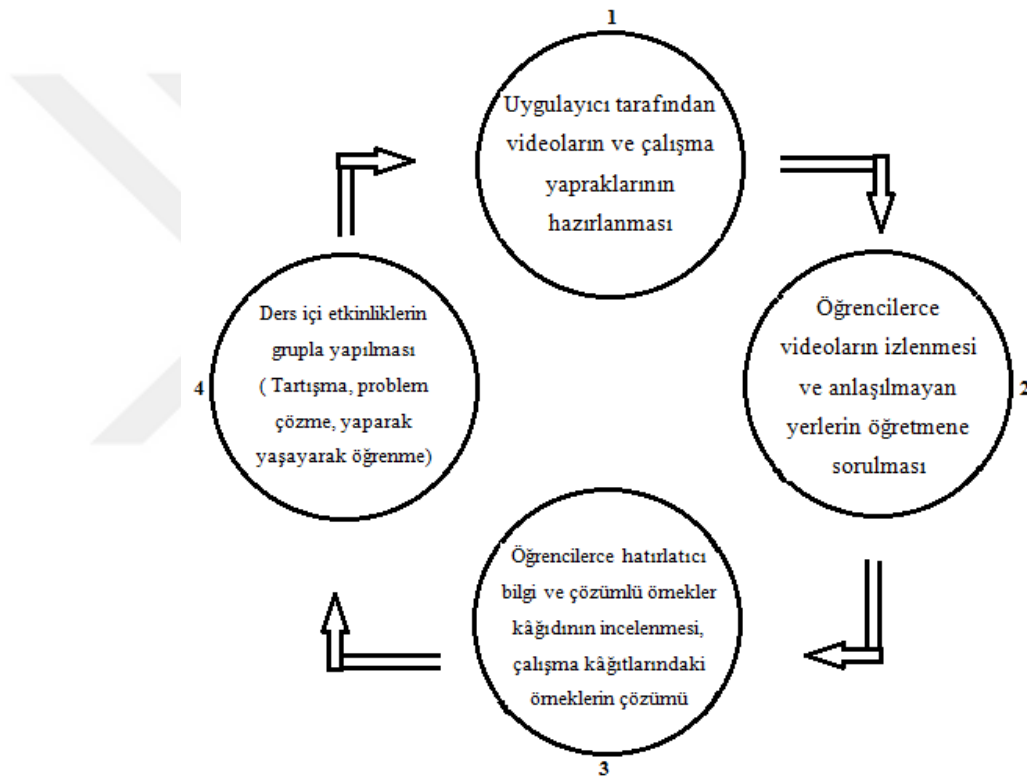 1
Uygulayıcı tarafından
videoların ve çalışma
yapraklarının
hazırlanması
Öğrencilerce
videoların izlenmesi
ve anlaşılmayan
yerlerin öğretmene
sorulması
2
Öğrencilerce hatırlatıcı
bilgi ve çözümlü örnekler
kâğıdının incelenmesi,
çalışma kâğıtlarındaki
örneklerin çözümü
3
Ders içi etkinliklerin
grupla yapılması
( Tartışma, problem
çözme, yaparak
yaşayarak öğrenme)
4